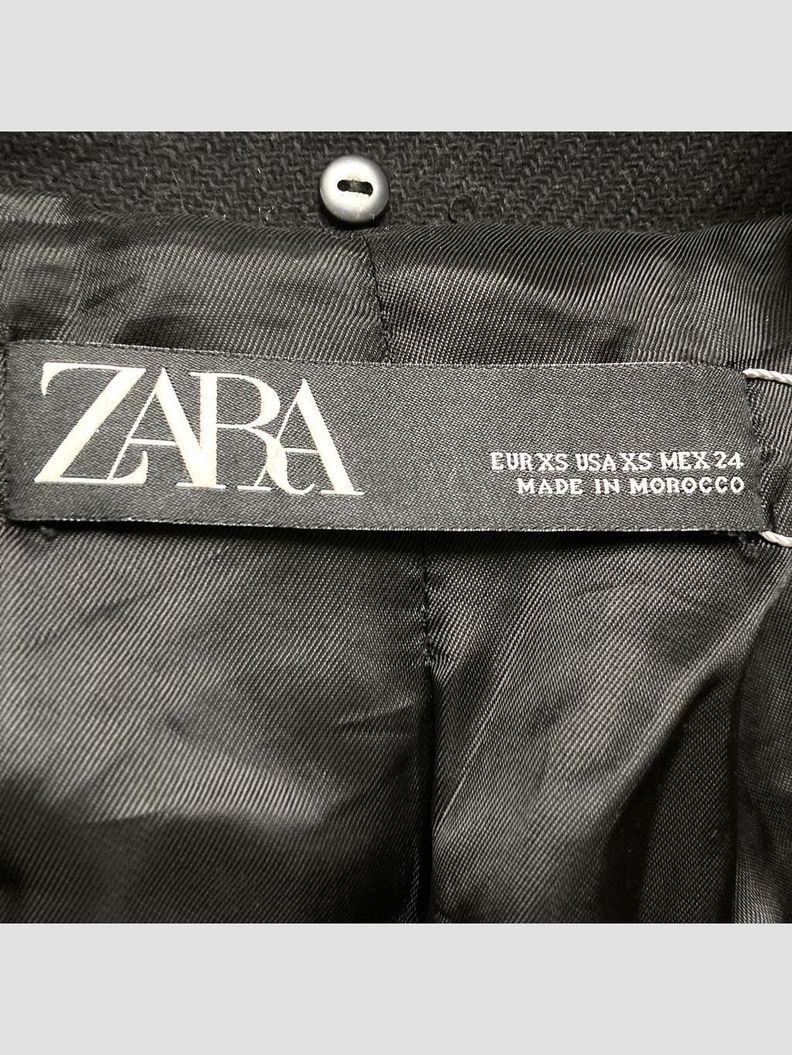 ZARA
EUR XS USA XS MEX 24
MADE IN MOROCCO